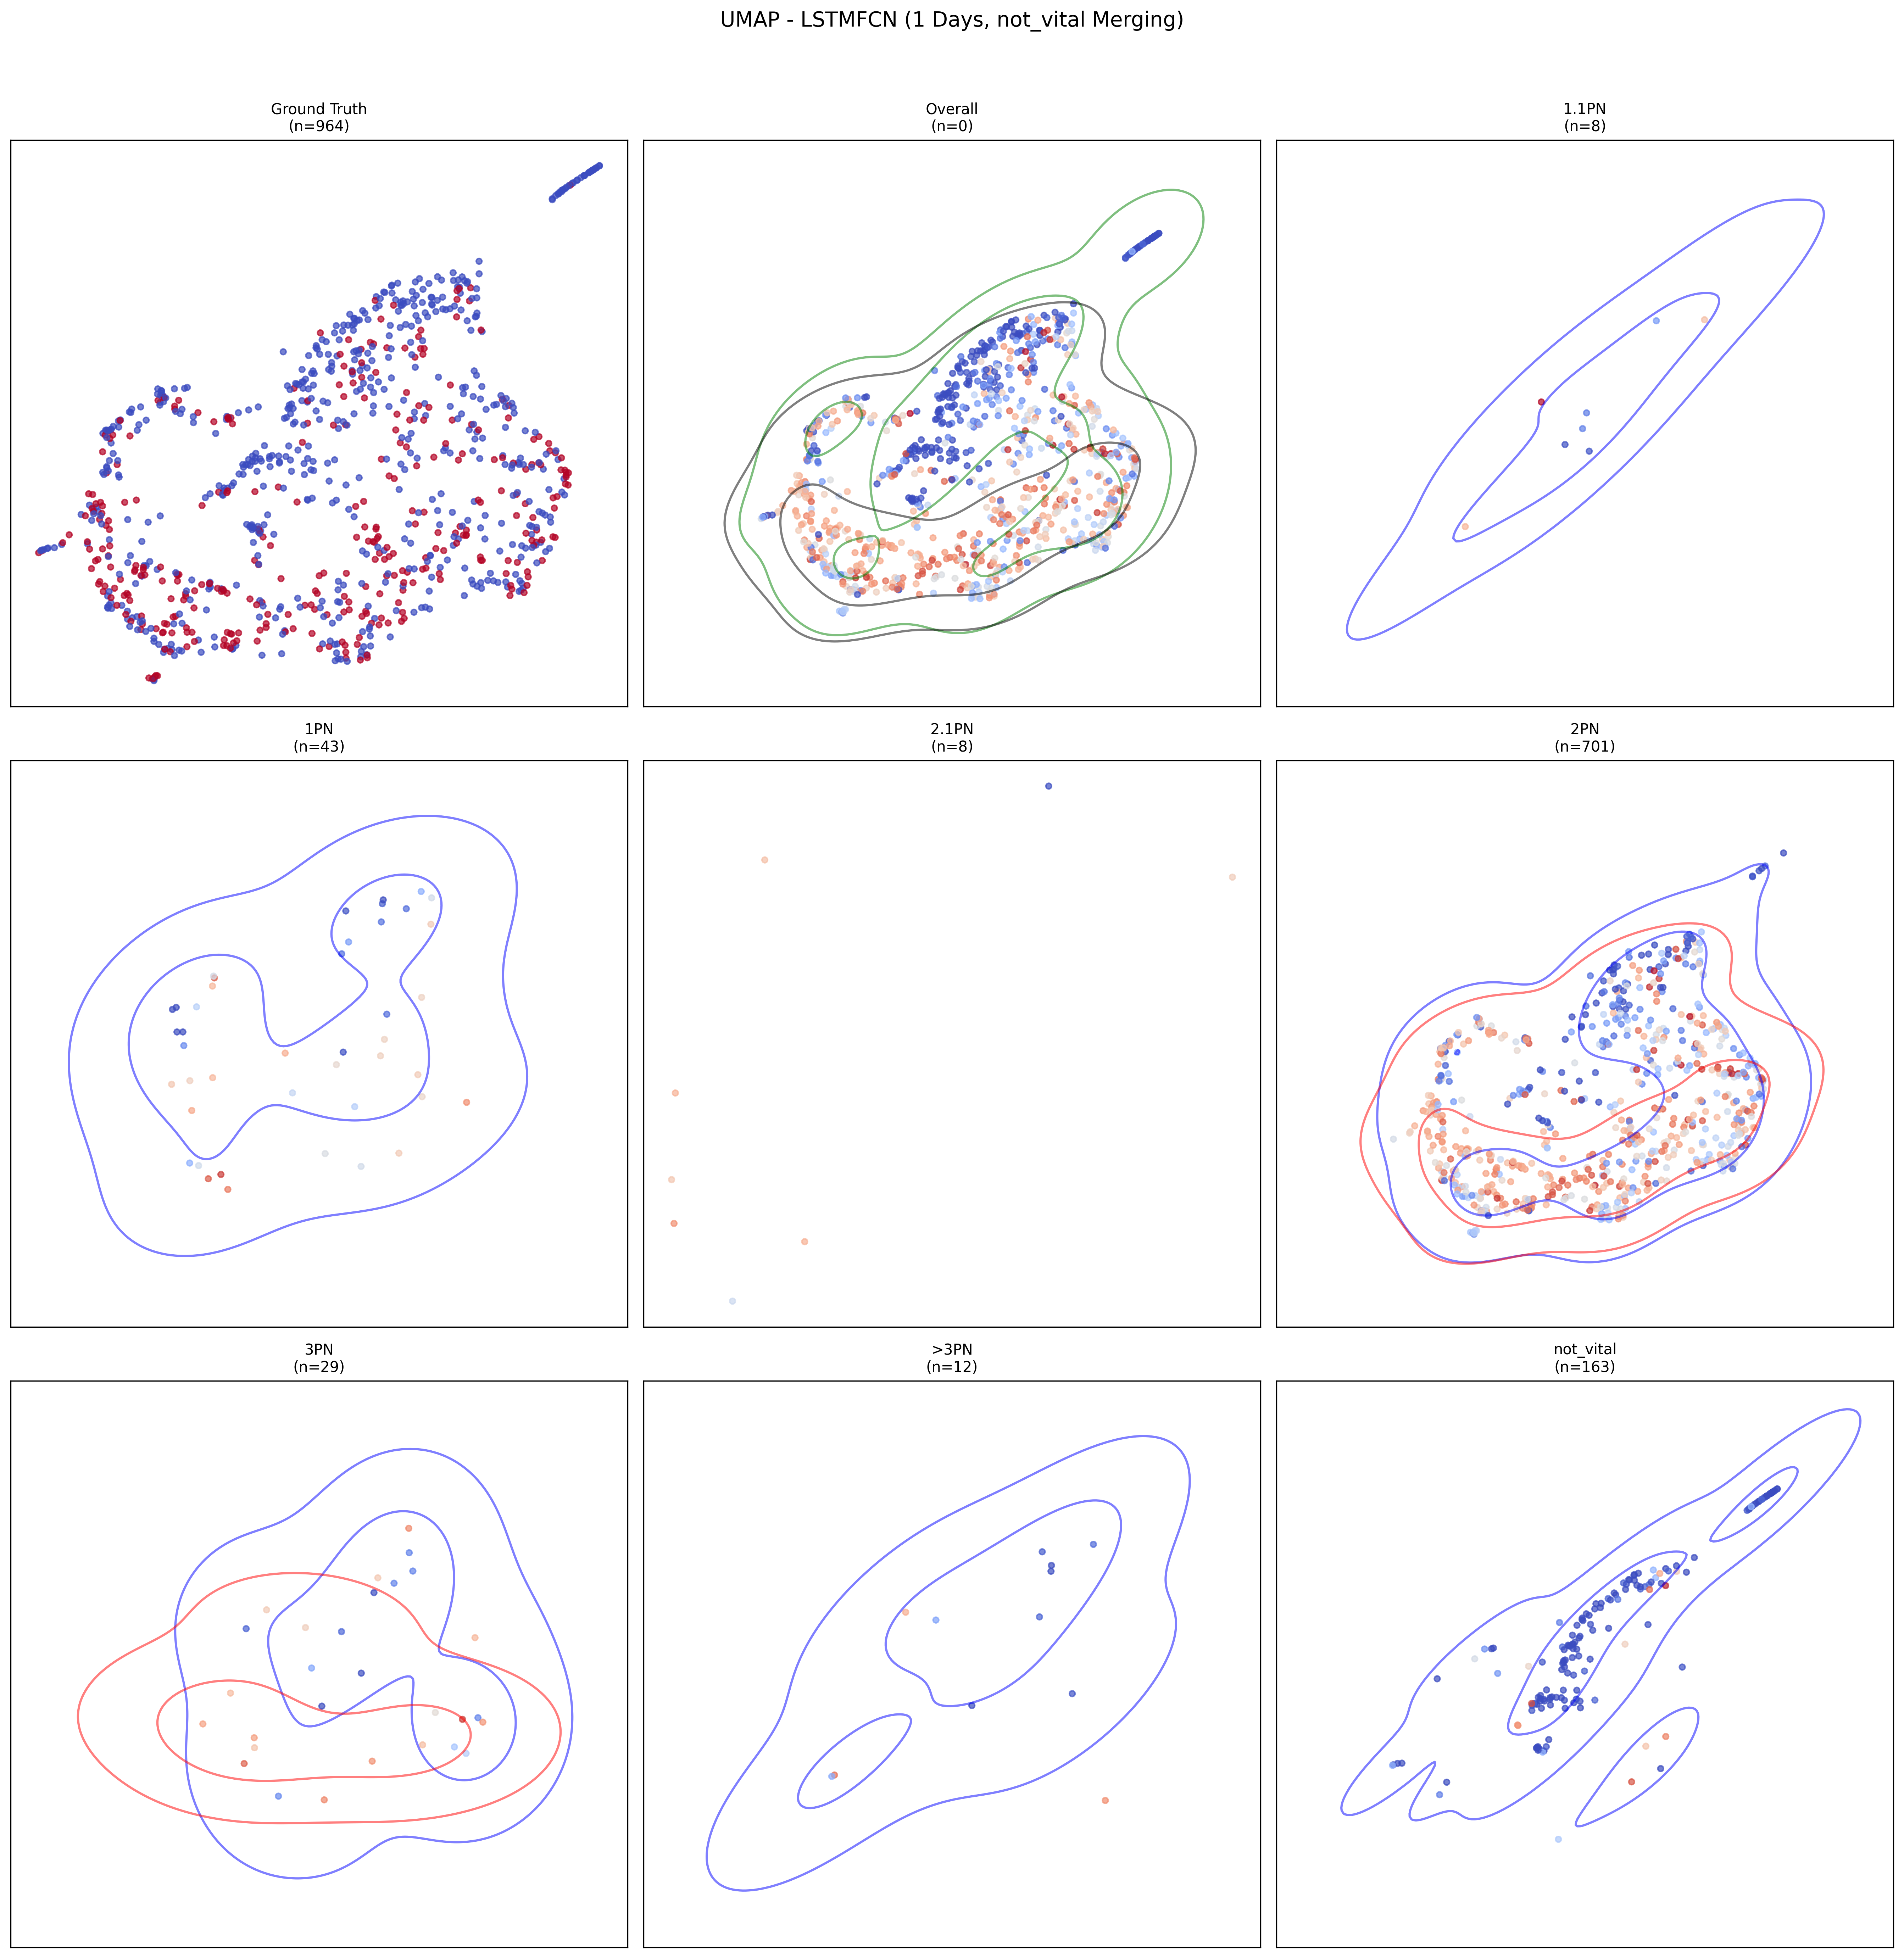 UMAP - LSTMFCN (1 Days, not_vital Merging)
Ground Truth
(n=964)
Overall
(n=0)
1.1PN
(n=8)
1PN
(n=43)
2.1PN
(n=8)
2PN
(n=701)
3PN
(n=29)
>3PN
(n=12)
not_vital
(n=163)